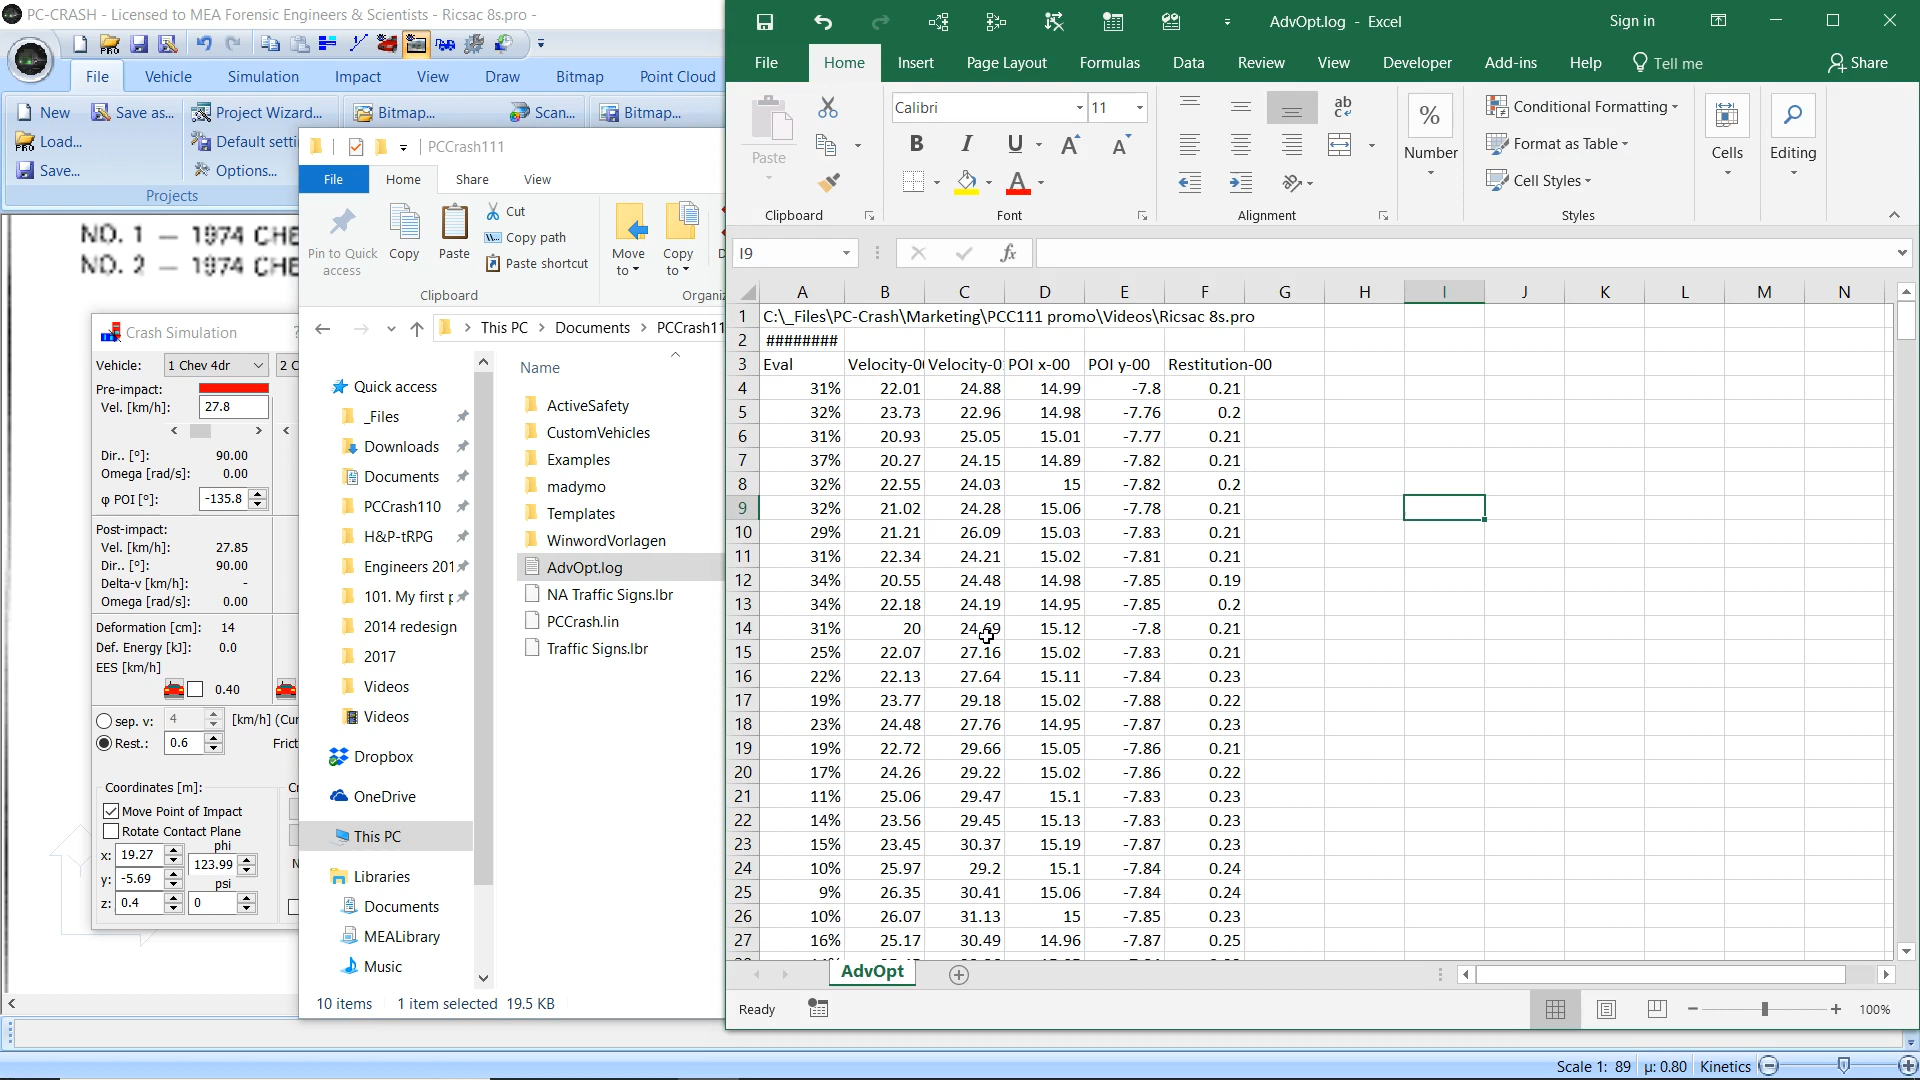 PC-CRASH - Licensed to MEA Forensic Engineers & Scientists - Ricsac 8s.pro -
File Vehicle Simulation Impact View Draw Bitmap Point Cloud
New Save as... Project Wizard... Bitmap... Scan... Bitmap...
Load... Default setti
Save... Options...
Projects
NO. 1 — 1974 CHE
NO. 2 — 1974 CHE
Crash Simulation ?
Vehicle: 1 Chev 4dr 2 C
Pre-impact:
Vel. [km/h]: 27.8
Dir.. [°]: 90.00
Omega [rad/s]: 0.00
φ POI [°]: -135.8
Post-impact:
Vel. [km/h]: 27.85
Dir.. [°]: 90.00
Delta-v [km/h]: -
Omega [rad/s]: 0.00
Deformation [cm]: 14
Def. Energy [kJ]: 0.0
EES [km/h]
0.40
sep. v: 4 [km/h] (Cur
Rest.: 0.6 Frict
Coordinates [m]: Cr
Move Point of Impact
Rotate Contact Plane
phi
x: 19.27 123.99
y: -5.69 psi
z: 0.4 0
PCCrash111
File Home Share View
Pin to Quick access
Copy
Paste
Cut
Copy path
Paste shortcut
Move to
Copy to
Clipboard Organiz
This PC Documents PCCrash11
Quick access
_Files
Downloads
Documents
PCCrash110
H&P-tRPG
Engineers 201
101. My first p
2014 redesign
2017
Videos
Videos
Dropbox
OneDrive
This PC
Libraries
Documents
MEALibrary
Music
Name
ActiveSafety
CustomVehicles
Examples
madymo
Templates
WinwordVorlagen
AdvOpt.log
NA Traffic Signs.lbr
PCCrash.lin
Traffic Signs.lbr
10 items 1 item selected 19.5 KB
AdvOpt.log - Excel Sign in
File Home Insert Page Layout Formulas Data Review View Developer Add-ins Help Tell me Share
Paste
Calibri 11
B I U A A
ab
%
Number
Conditional Formatting
Format as Table
Cell Styles
Cells
Editing
Clipboard Font Alignment Styles
I9 fx
A B C D E F G H I J K L M N
1 C:\_Files\PC-Crash\Marketing\PCC111 promo\Videos\Ricsac 8s.pro
2 ########
3 Eval Velocity-0( Velocity-0 POI x-00 POI y-00 Restitution-00
4 31% 22.01 24.88 14.99 -7.8 0.21
5 32% 23.73 22.96 14.98 -7.76 0.2
6 31% 20.93 25.05 15.01 -7.77 0.21
7 37% 20.27 24.15 14.89 -7.82 0.21
8 32% 22.55 24.03 15 -7.82 0.2
9 32% 21.02 24.28 15.06 -7.78 0.21
10 29% 21.21 26.09 15.03 -7.83 0.21
11 31% 22.34 24.21 15.02 -7.81 0.21
12 34% 20.55 24.48 14.98 -7.85 0.19
13 34% 22.18 24.19 14.95 -7.85 0.2
14 31% 20 24.69 15.12 -7.8 0.21
15 25% 22.07 27.16 15.02 -7.83 0.21
16 22% 22.13 27.64 15.11 -7.84 0.23
17 19% 23.77 29.18 15.02 -7.88 0.22
18 23% 24.48 27.76 14.95 -7.87 0.23
19 19% 22.72 29.66 15.05 -7.86 0.21
20 17% 24.26 29.22 15.02 -7.86 0.22
21 11% 25.06 29.47 15.1 -7.83 0.23
22 14% 23.56 29.45 15.13 -7.83 0.23
23 15% 23.45 30.37 15.19 -7.87 0.23
24 10% 25.97 29.2 15.1 -7.84 0.24
25 9% 26.35 30.41 15.06 -7.84 0.24
26 10% 26.07 31.13 15 -7.85 0.23
27 16% 25.17 30.49 14.96 -7.87 0.25
AdvOpt
Ready 100%
Scale 1: 89 µ: 0.80 Kinetics